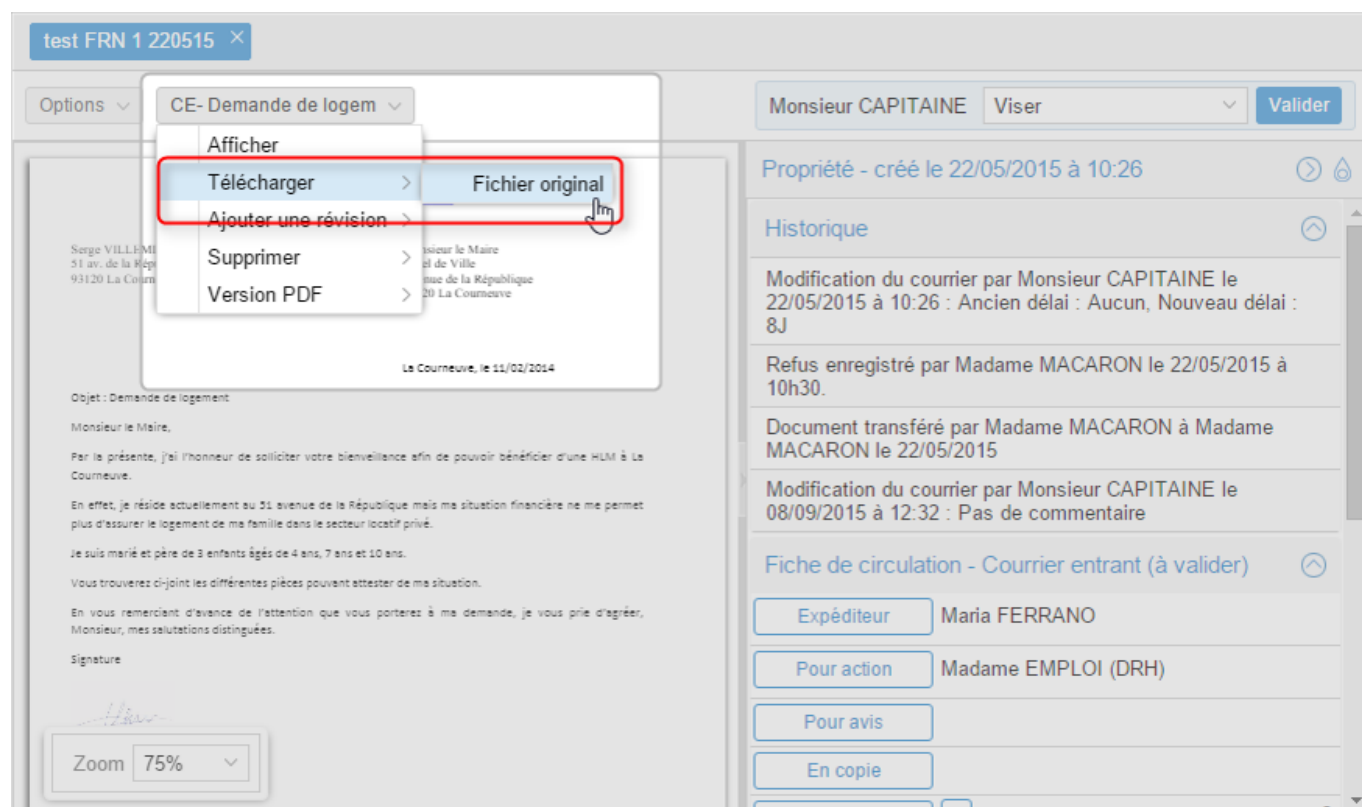 test FRN 1 220515 ×
Options
CE- Demande de logem
Monsieur CAPITAINE
Viser
Valider
Afficher
Télécharger
Fichier original
Ajouter une révision
Supprimer
Version PDF
Serge
51 av. de la
93120 La
le Maire
de Ville
de la République
La Courneuve
La Courneuve, le 11/02/2014
Objet : Demande de logement
Monsieur le Maire,
Par la présente, j'ai l'honneur de solliciter votre bienveillance afin de pouvoir bénéficier d'une HLM à La
Courneuve.
En effet, je réside actuellement au 51 avenue de la République mais ma situation financière ne me permet
plus d'assurer le logement de ma famille dans le secteur locatif privé.
Je suis marié et père de 3 enfants âgés de 4 ans, 7 ans et 10 ans.
Vous trouverez ci-joint les différentes pièces pouvant attester de ma situation.
En vous remerciant d'avance de l'attention que vous porterez à ma demande, je vous prie d'agréer,
Monsieur, mes salutations distinguées.
Signature
Zoom 75%
Propriété - créé le 22/05/2015 à 10:26
Historique
Modification du courrier par Monsieur CAPITAINE le
22/05/2015 à 10:26 : Ancien délai : Aucun, Nouveau délai :
8J
Refus enregistré par Madame MACARON le 22/05/2015 à
10h30.
Document transféré par Madame MACARON à Madame
MACARON le 22/05/2015
Modification du courrier par Monsieur CAPITAINE le
08/09/2015 à 12:32 : Pas de commentaire
Fiche de circulation - Courrier entrant (à valider)
Expéditeur
Maria FERRANO
Pour action
Madame EMPLOI (DRH)
Pour avis
En copie